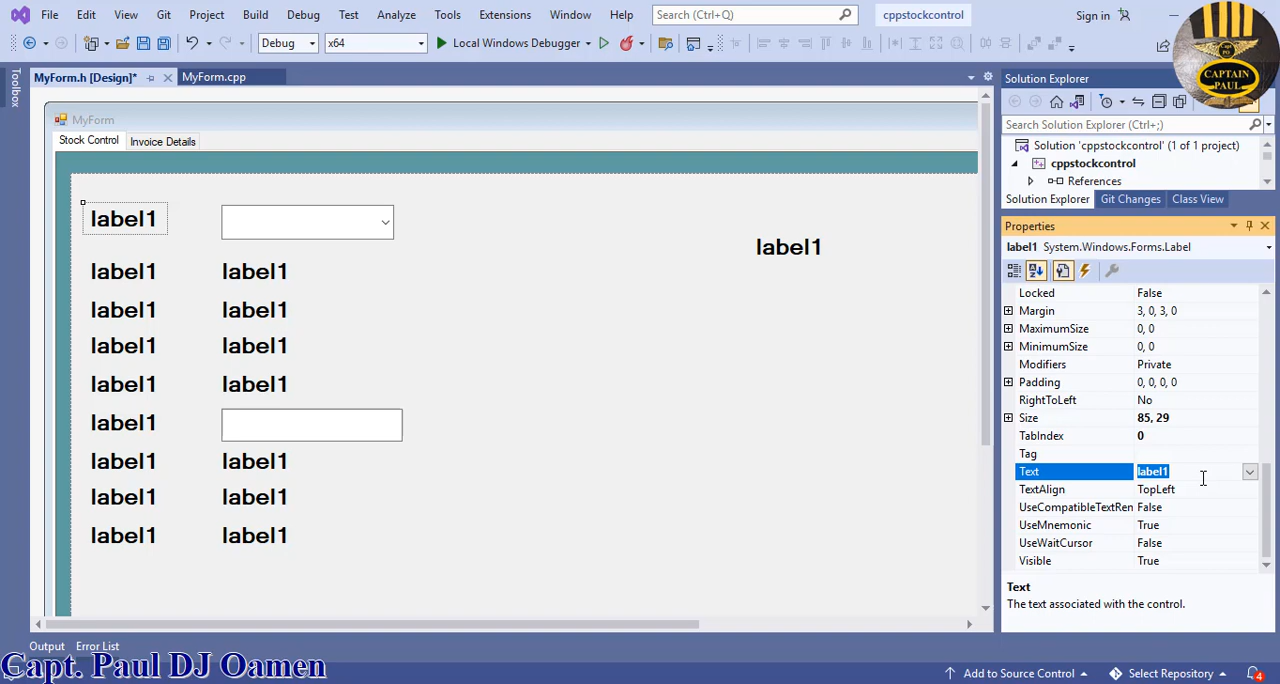 File Edit View Git Project Build Debug Test Analyze Tools Extensions Window Help Search (Ctrl+Q) cppstockcontrol Sign in
Debug x64 Local Windows Debugger
CAPTAIN
PAUL
Toolbox
MyForm.h [Design]* MyForm.cpp
MyForm
Stock Control Invoice Details
label1
label1
label1 label1
label1 label1
label1 label1
label1 label1
label1
label1 label1
label1 label1
label1 label1
Solution Explorer
Search Solution Explorer (Ctrl+;)
Solution 'cppstockcontrol' (1 of 1 project)
cppstockcontrol
References
Solution Explorer Git Changes Class View
Properties
label1 System.Windows.Forms.Label
Locked False
Margin 3, 0, 3, 0
MaximumSize 0, 0
MinimumSize 0, 0
Modifiers Private
Padding 0, 0, 0, 0
RightToLeft No
Size 85, 29
TabIndex 0
Tag
Text label1
TextAlign TopLeft
UseCompatibleTextRen False
UseMnemonic True
UseWaitCursor False
Visible True
Text
The text associated with the control.
Output Error List
Capt. Paul DJ Oamen
Add to Source Control Select Repository 4